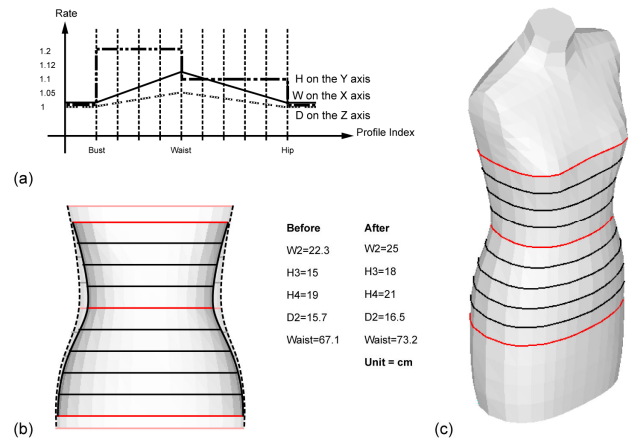 Rate
1.2
1.12
1.1
1.05
1
H on the Y axis
W on the X axis
D on the Z axis
Profile Index
Bust
Waist
Hip
(a)
Before After
W2=22.3 W2=25
H3=15 H3=18
H4=19 H4=21
D2=15.7 D2=16.5
Waist=67.1 Waist=73.2
Unit = cm
(b)
(c)